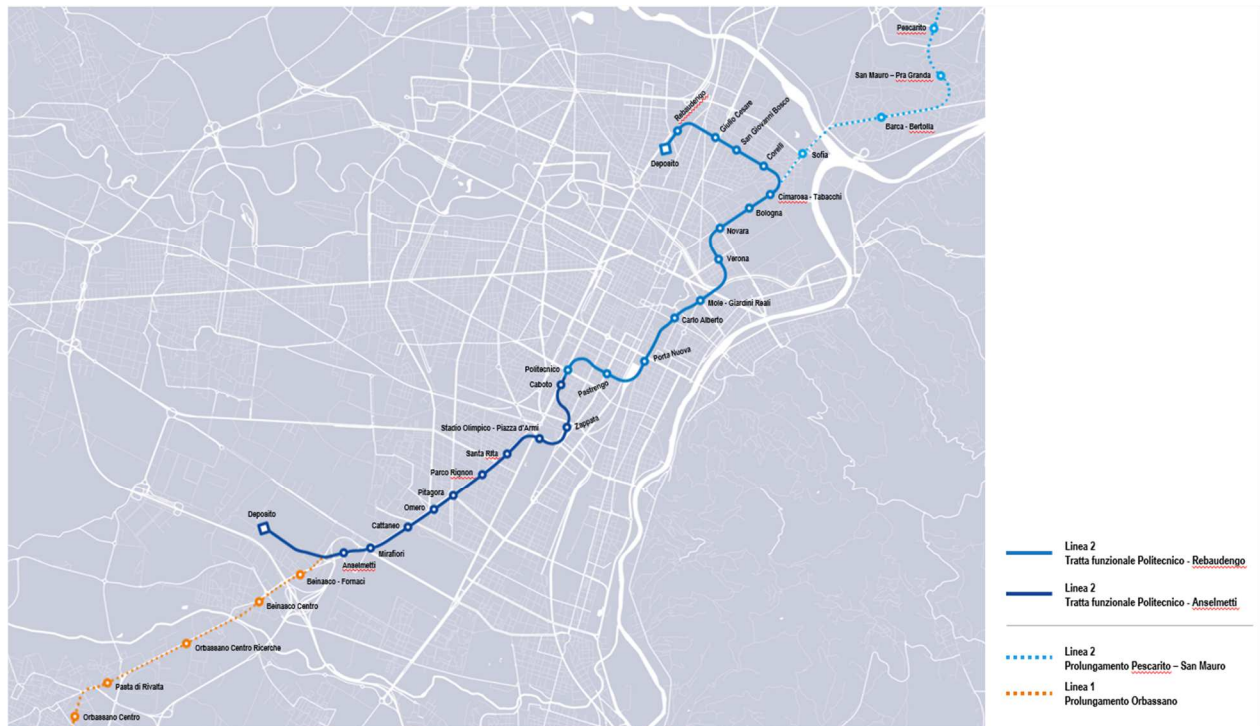 Pescarito
San Mauro – Pra Granda
Barca - Bertolla
Sofia
Rebaudengo
Giulio Cesare
San Giovanni Bosco
Corelli
Deposito
Cimarosa - Tabacchi
Bologna
Novara
Verona
Mole - Giardini Reali
Carlo Alberto
Porta Nuova
Pastrengo
Politecnico
Caboto
Zappata
Stadio Olimpico - Piazza d'Armi
Santa Rita
Parco Rignon
Pitagora
Omero
Cattaneo
Mirafiori
Anselmetti
Deposito
Beinasco - Fornaci
Beinasco Centro
Orbassano Centro Ricerche
Pasta di Rivalta
Orbassano Centro
Linea 2
Tratta funzionale Politecnico - Rebaudengo
Linea 2
Tratta funzionale Politecnico - Anselmetti
Linea 2
Prolungamento Pescarito – San Mauro
Linea 1
Prolungamento Orbassano